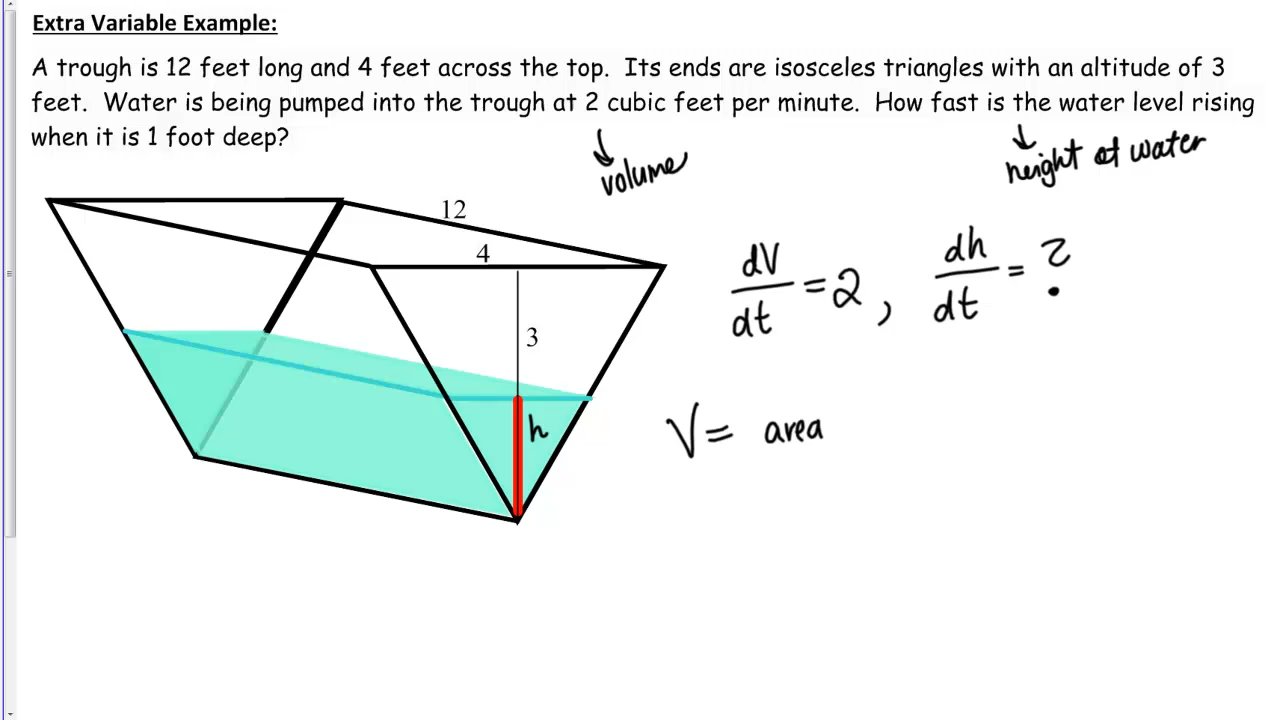 Extra Variable Example:
A trough is 12 feet long and 4 feet across the top. Its ends are isosceles triangles with an altitude of 3
feet. Water is being pumped into the trough at 2 cubic feet per minute. How fast is the water level rising
when it is 1 foot deep?
volume
height of water
12
4
3
h
dV/dt = 2, dh/dt = ?
V = area